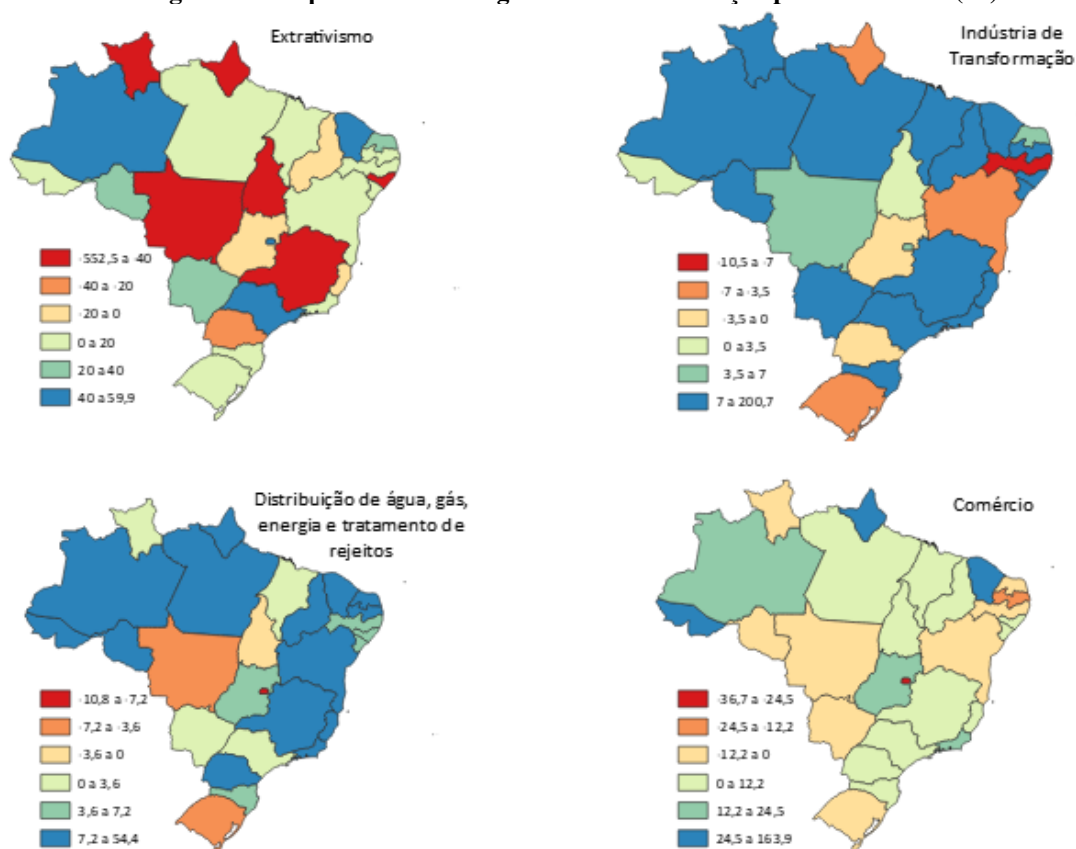 Extrativismo
-552,5 a -40
-40 a -20
-20 a 0
0 a 20
20 a 40
40 a 59,9
Indústria de
Transformação
-10,5 a -7
-7 a -3,5
-3,5 a 0
0 a 3,5
3,5 a 7
7 a 200,7
Distribuição de água, gás,
energia e tratamento de
rejeitos
-10,8 a -7,2
-7,2 a -3,6
-3,6 a 0
0 a 3,6
3,6 a 7,2
7,2 a 54,4
Comércio
-36,7 a -24,5
-24,5 a -12,2
-12,2 a 0
0 a 12,2
12,2 a 24,5
24,5 a 163,9